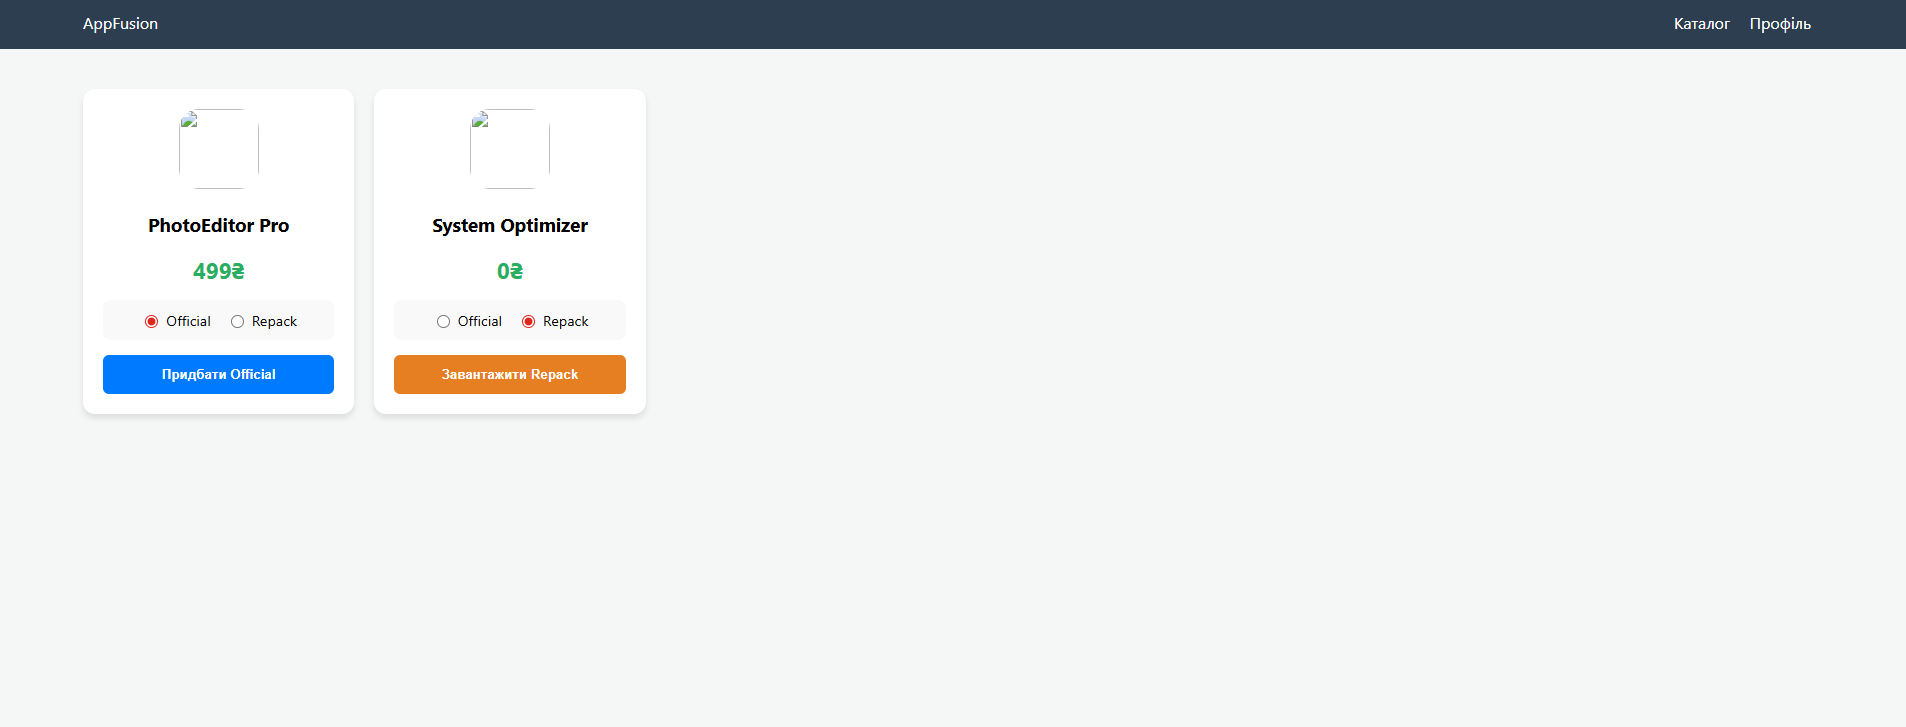 AppFusion Каталог Профіль
PhotoEditor Pro
499₴
Official Repack
Придбати Official
System Optimizer
0₴
Official Repack
Завантажити Repack